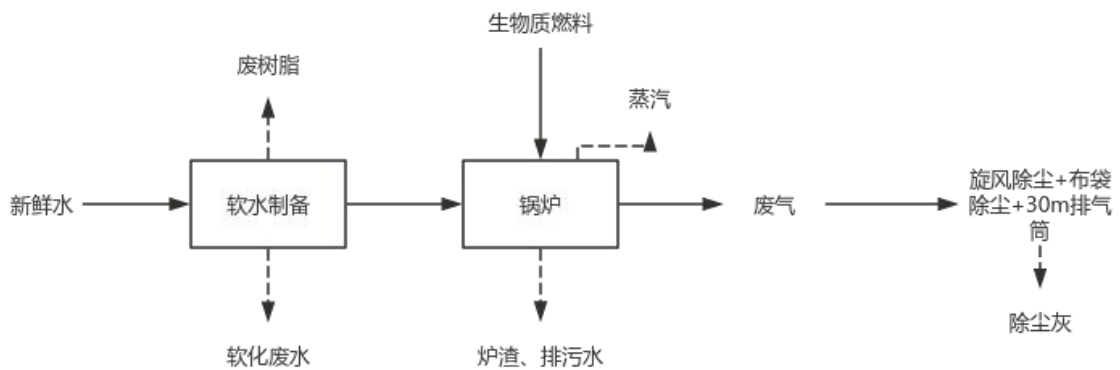 生物质燃料
废树脂
蒸汽
新鲜水
软水制备
锅炉
废气
旋风除尘+布袋
除尘+30m排气
筒
除尘灰
软化废水
炉渣、排污水